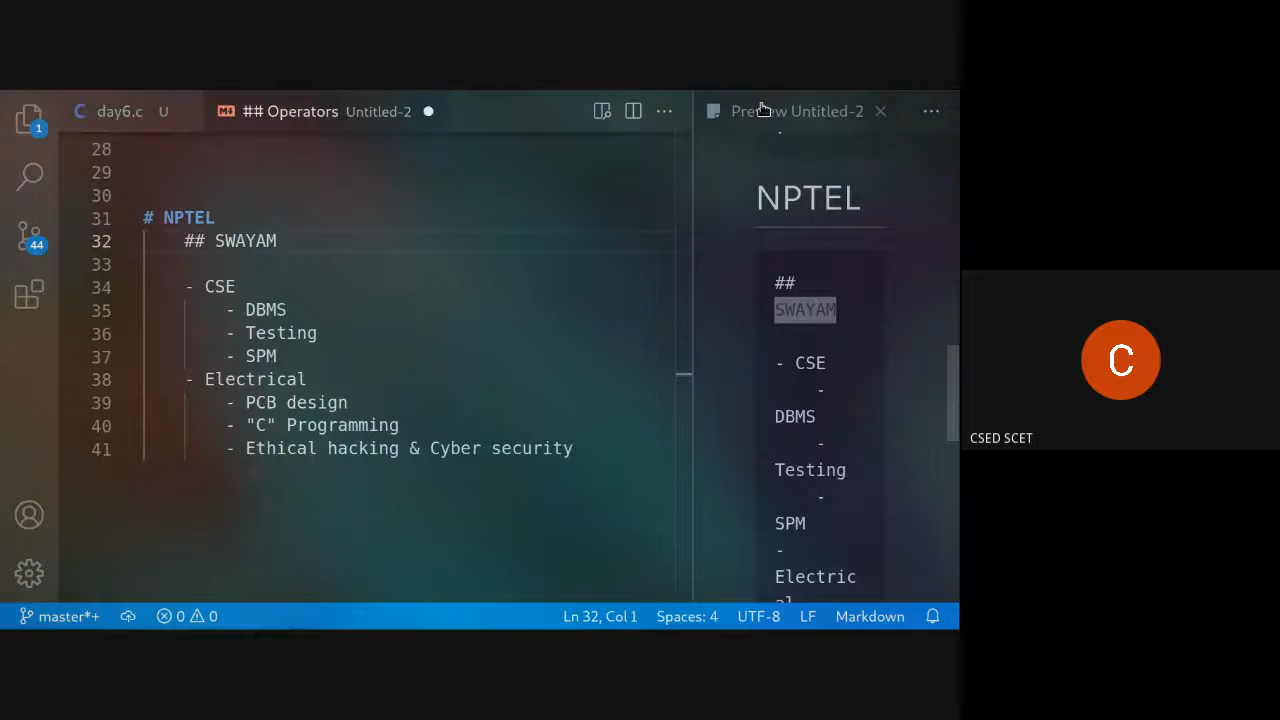 day6.c U
## Operators Untitled-2
Preview Untitled-2
1
44
28
29
30
31 # NPTEL
32 ## SWAYAM
33
34 - CSE
35 - DBMS
36 - Testing
37 - SPM
38 - Electrical
39 - PCB design
40 - "C" Programming
41 - Ethical hacking & Cyber security
NPTEL
##
SWAYAM
- CSE
-
DBMS
-
Testing
-
SPM
-
Electric
al
C
CSED SCET
master*+ 0 0 Ln 32, Col 1 Spaces: 4 UTF-8 LF Markdown